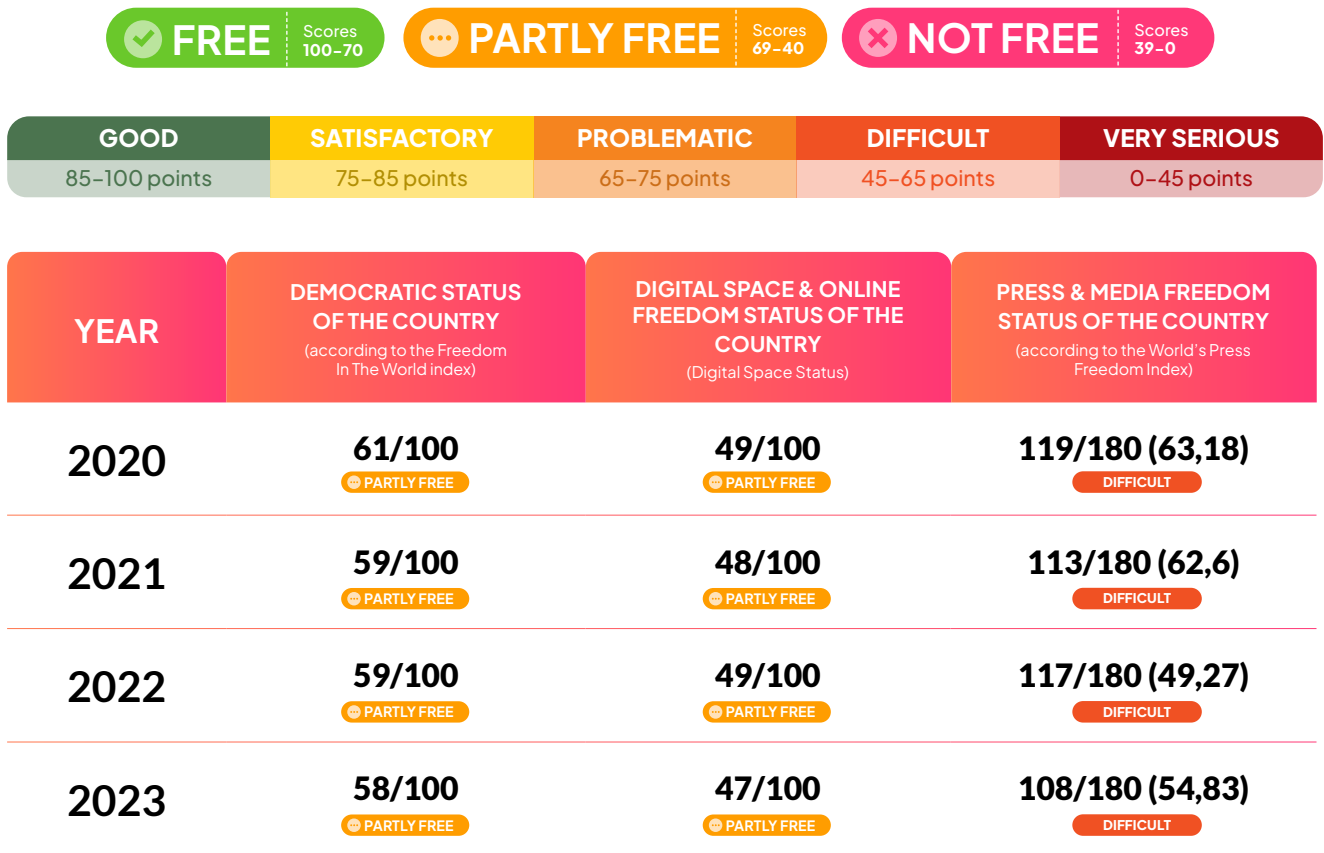 FREE Scores
100–70
PARTLY FREE Scores
69–40
NOT FREE Scores
39–0
GOOD SATISFACTORY PROBLEMATIC DIFFICULT VERY SERIOUS
85–100 points 75–85 points 65–75 points 45–65 points 0–45 points
YEAR
DEMOCRATIC STATUS
OF THE COUNTRY
(according to the Freedom
In The World index)
DIGITAL SPACE & ONLINE
FREEDOM STATUS OF THE
COUNTRY
(Digital Space Status)
PRESS & MEDIA FREEDOM
STATUS OF THE COUNTRY
(according to the World's Press
Freedom Index)
2020 61/100 49/100 119/180 (63,18)
PARTLY FREE PARTLY FREE DIFFICULT
2021 59/100 48/100 113/180 (62,6)
PARTLY FREE PARTLY FREE DIFFICULT
2022 59/100 49/100 117/180 (49,27)
PARTLY FREE PARTLY FREE DIFFICULT
2023 58/100 47/100 108/180 (54,83)
PARTLY FREE PARTLY FREE DIFFICULT